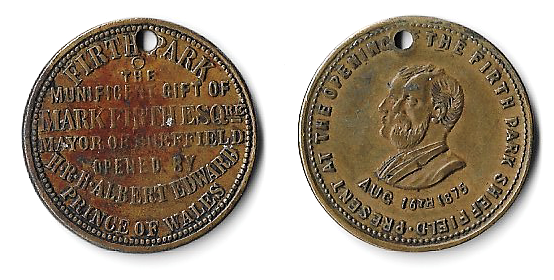 FIRTH PARK
THE
MUNIFICENT GIFT OF
MARK FIRTH ESQRE
MAYOR OF SHEFFIELD
OPENED BY
H·R·H·ALBERT EDWARD
PRINCE OF WALES
PRESENT AT THE OPENING OF THE FIRTH PARK SHEFFIELD·
AUG 16TH 1875